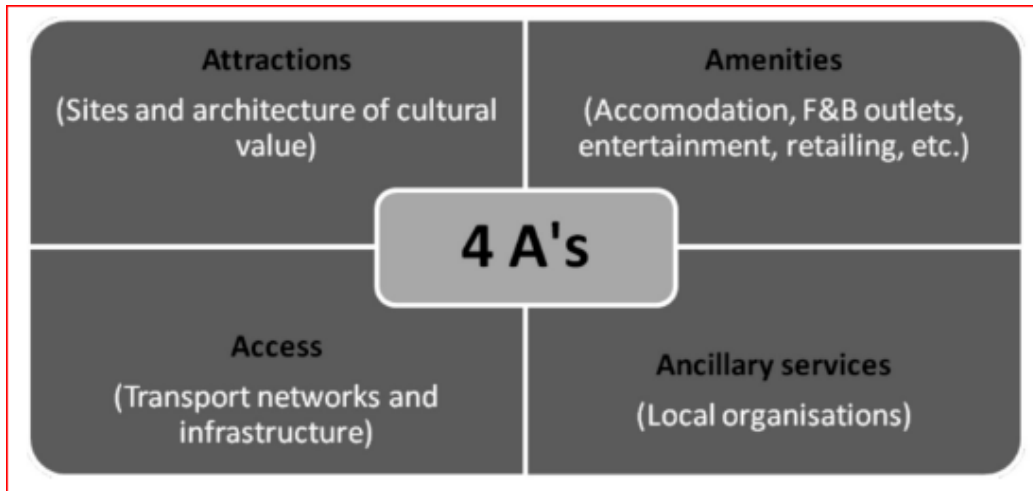 Attractions
(Sites and architecture of cultural
value)
Amenities
(Accomodation, F&B outlets,
entertainment, retailing, etc.)
4 A's
Access
(Transport networks and
infrastructure)
Ancillary services
(Local organisations)